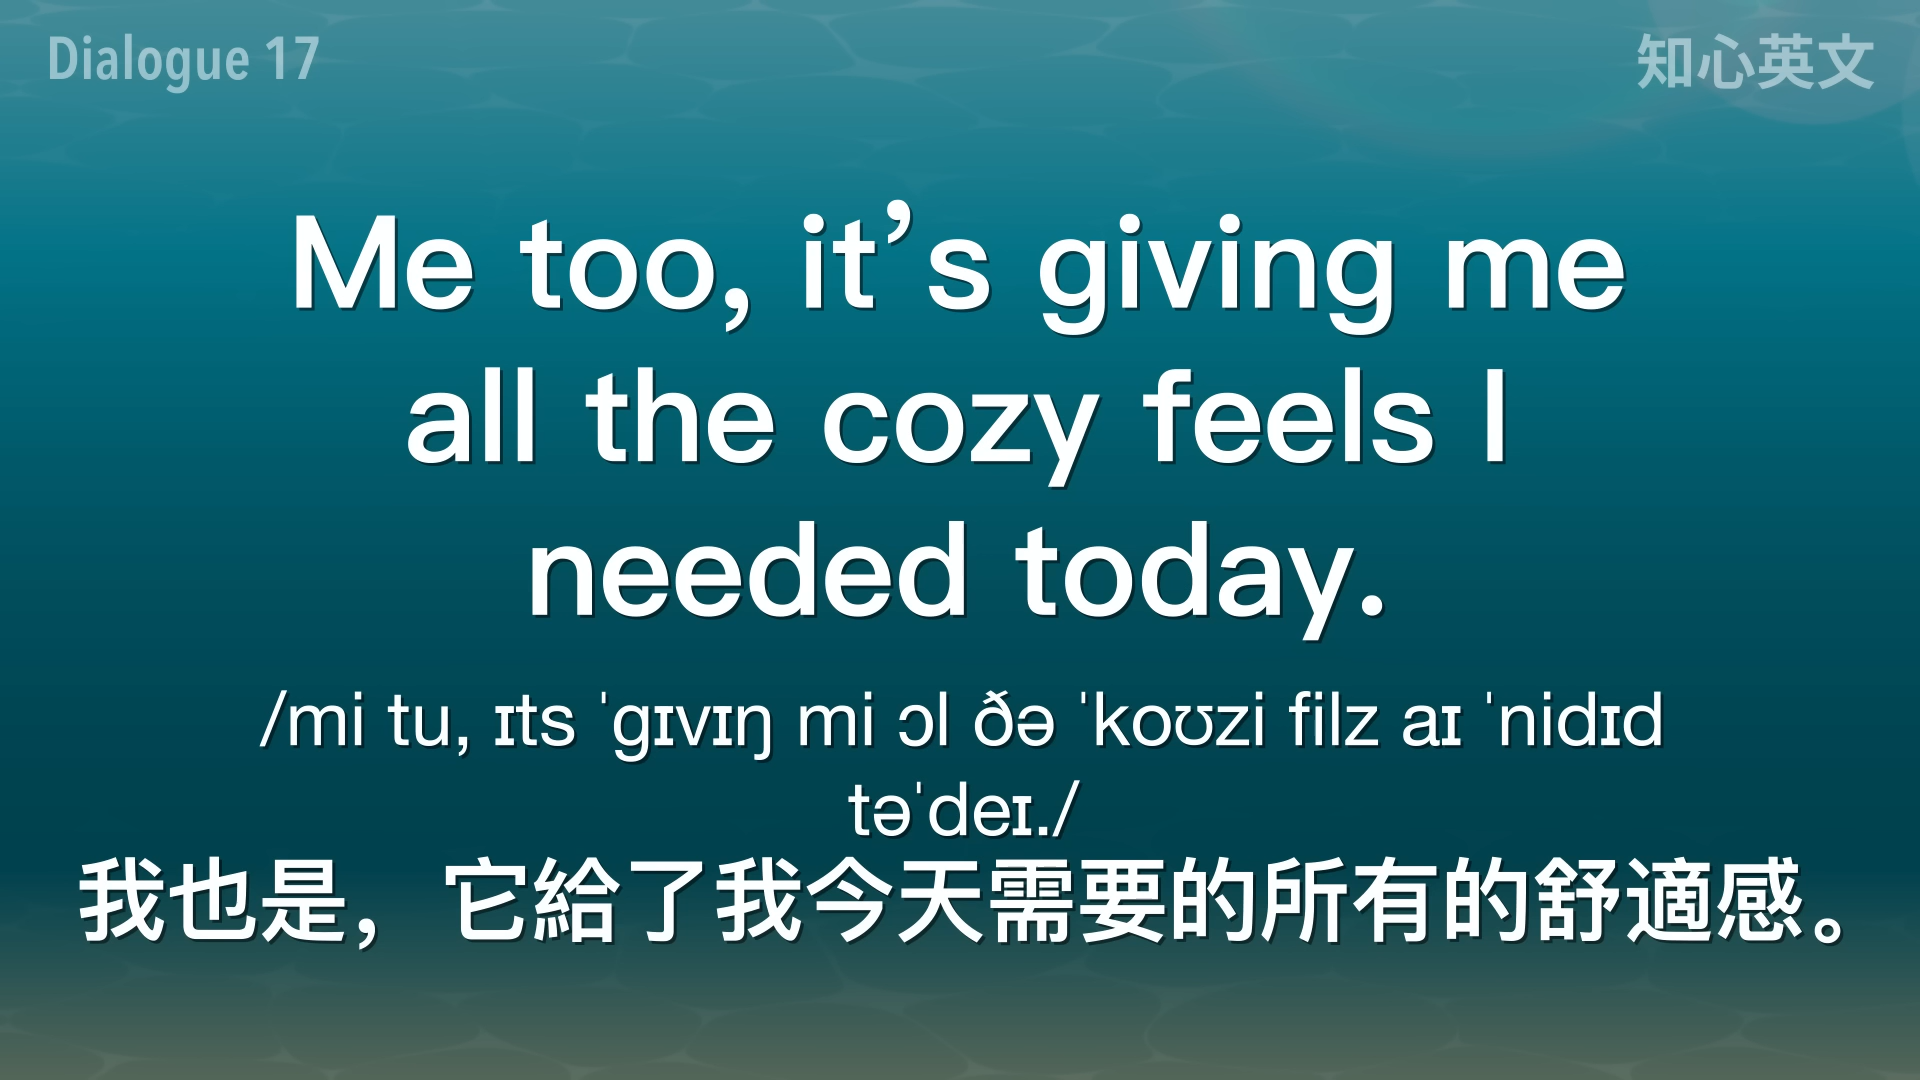 Dialogue 17
知心英文
Me too, it’s giving me
all the cozy feels I
needed today.
/mi tu, ɪts ˈɡɪvɪŋ mi ɔl ðə ˈkoʊzi filz aɪ ˈnidɪd
təˈdeɪ./
我也是，它給了我今天需要的所有的舒適感。